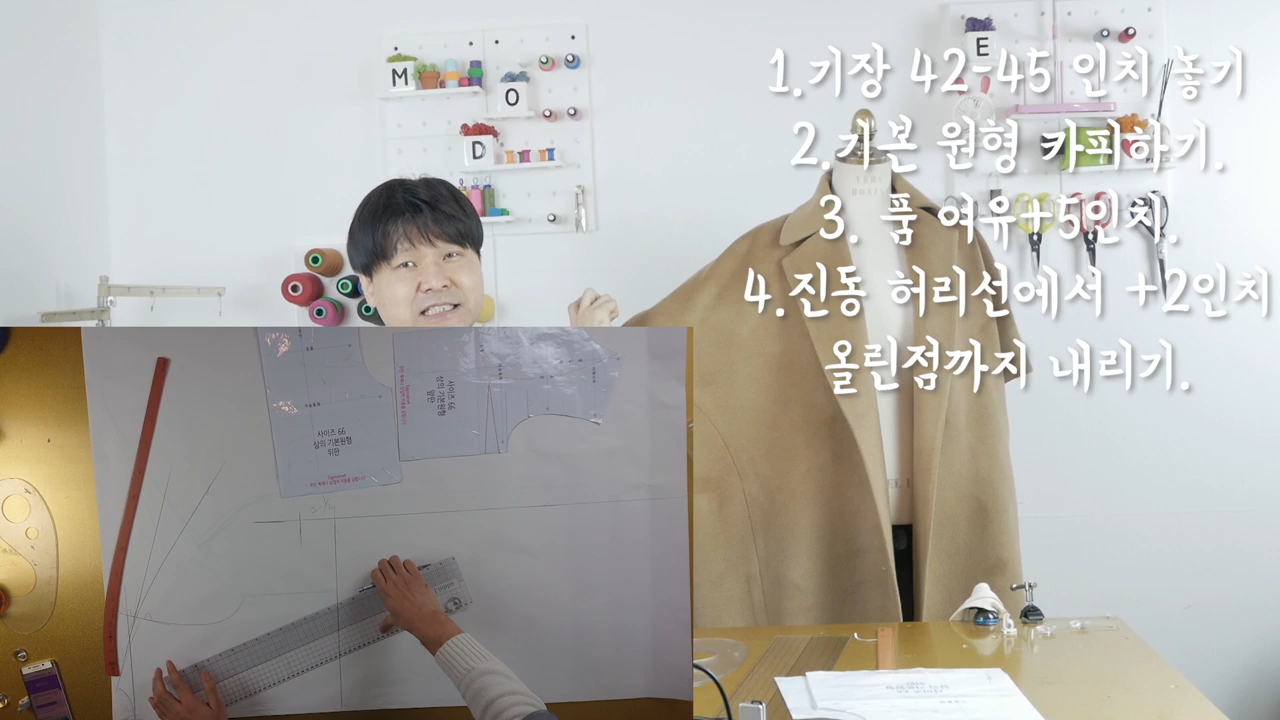 M
O
D
E
1.기장 42-45 인치 놓기
2.기본 원형 카피하기.
3. 품 여유+5인치.
4.진동 허리선에서 +2인치
올린점까지 내리기.
사이즈 66
상의 기본원형
뒤판
사이즈 66
상의 기본원형
앞판